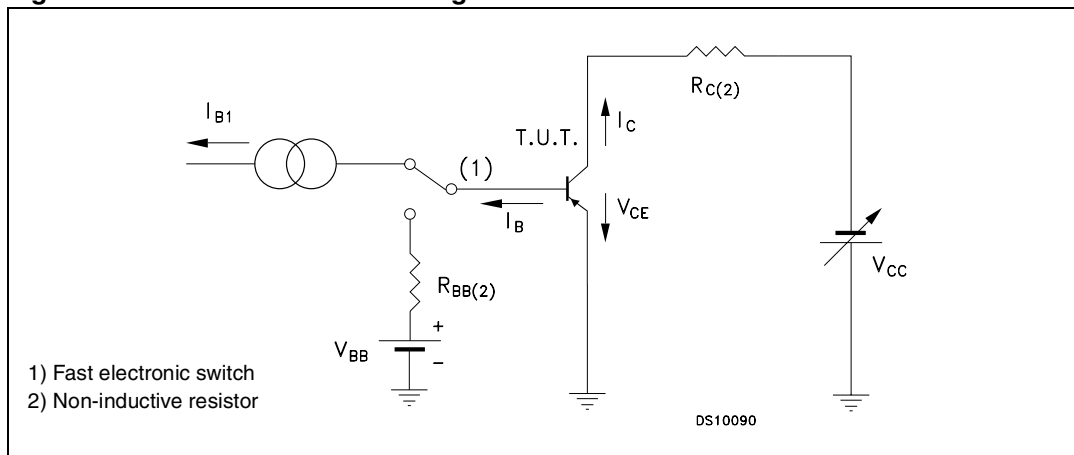 I_B1
T.U.T.
I_C
R_C(2)
(1)
I_B
V_CE
R_BB(2)
V_CC
V_BB
+
-
1) Fast electronic switch
2) Non-inductive resistor
DS10090